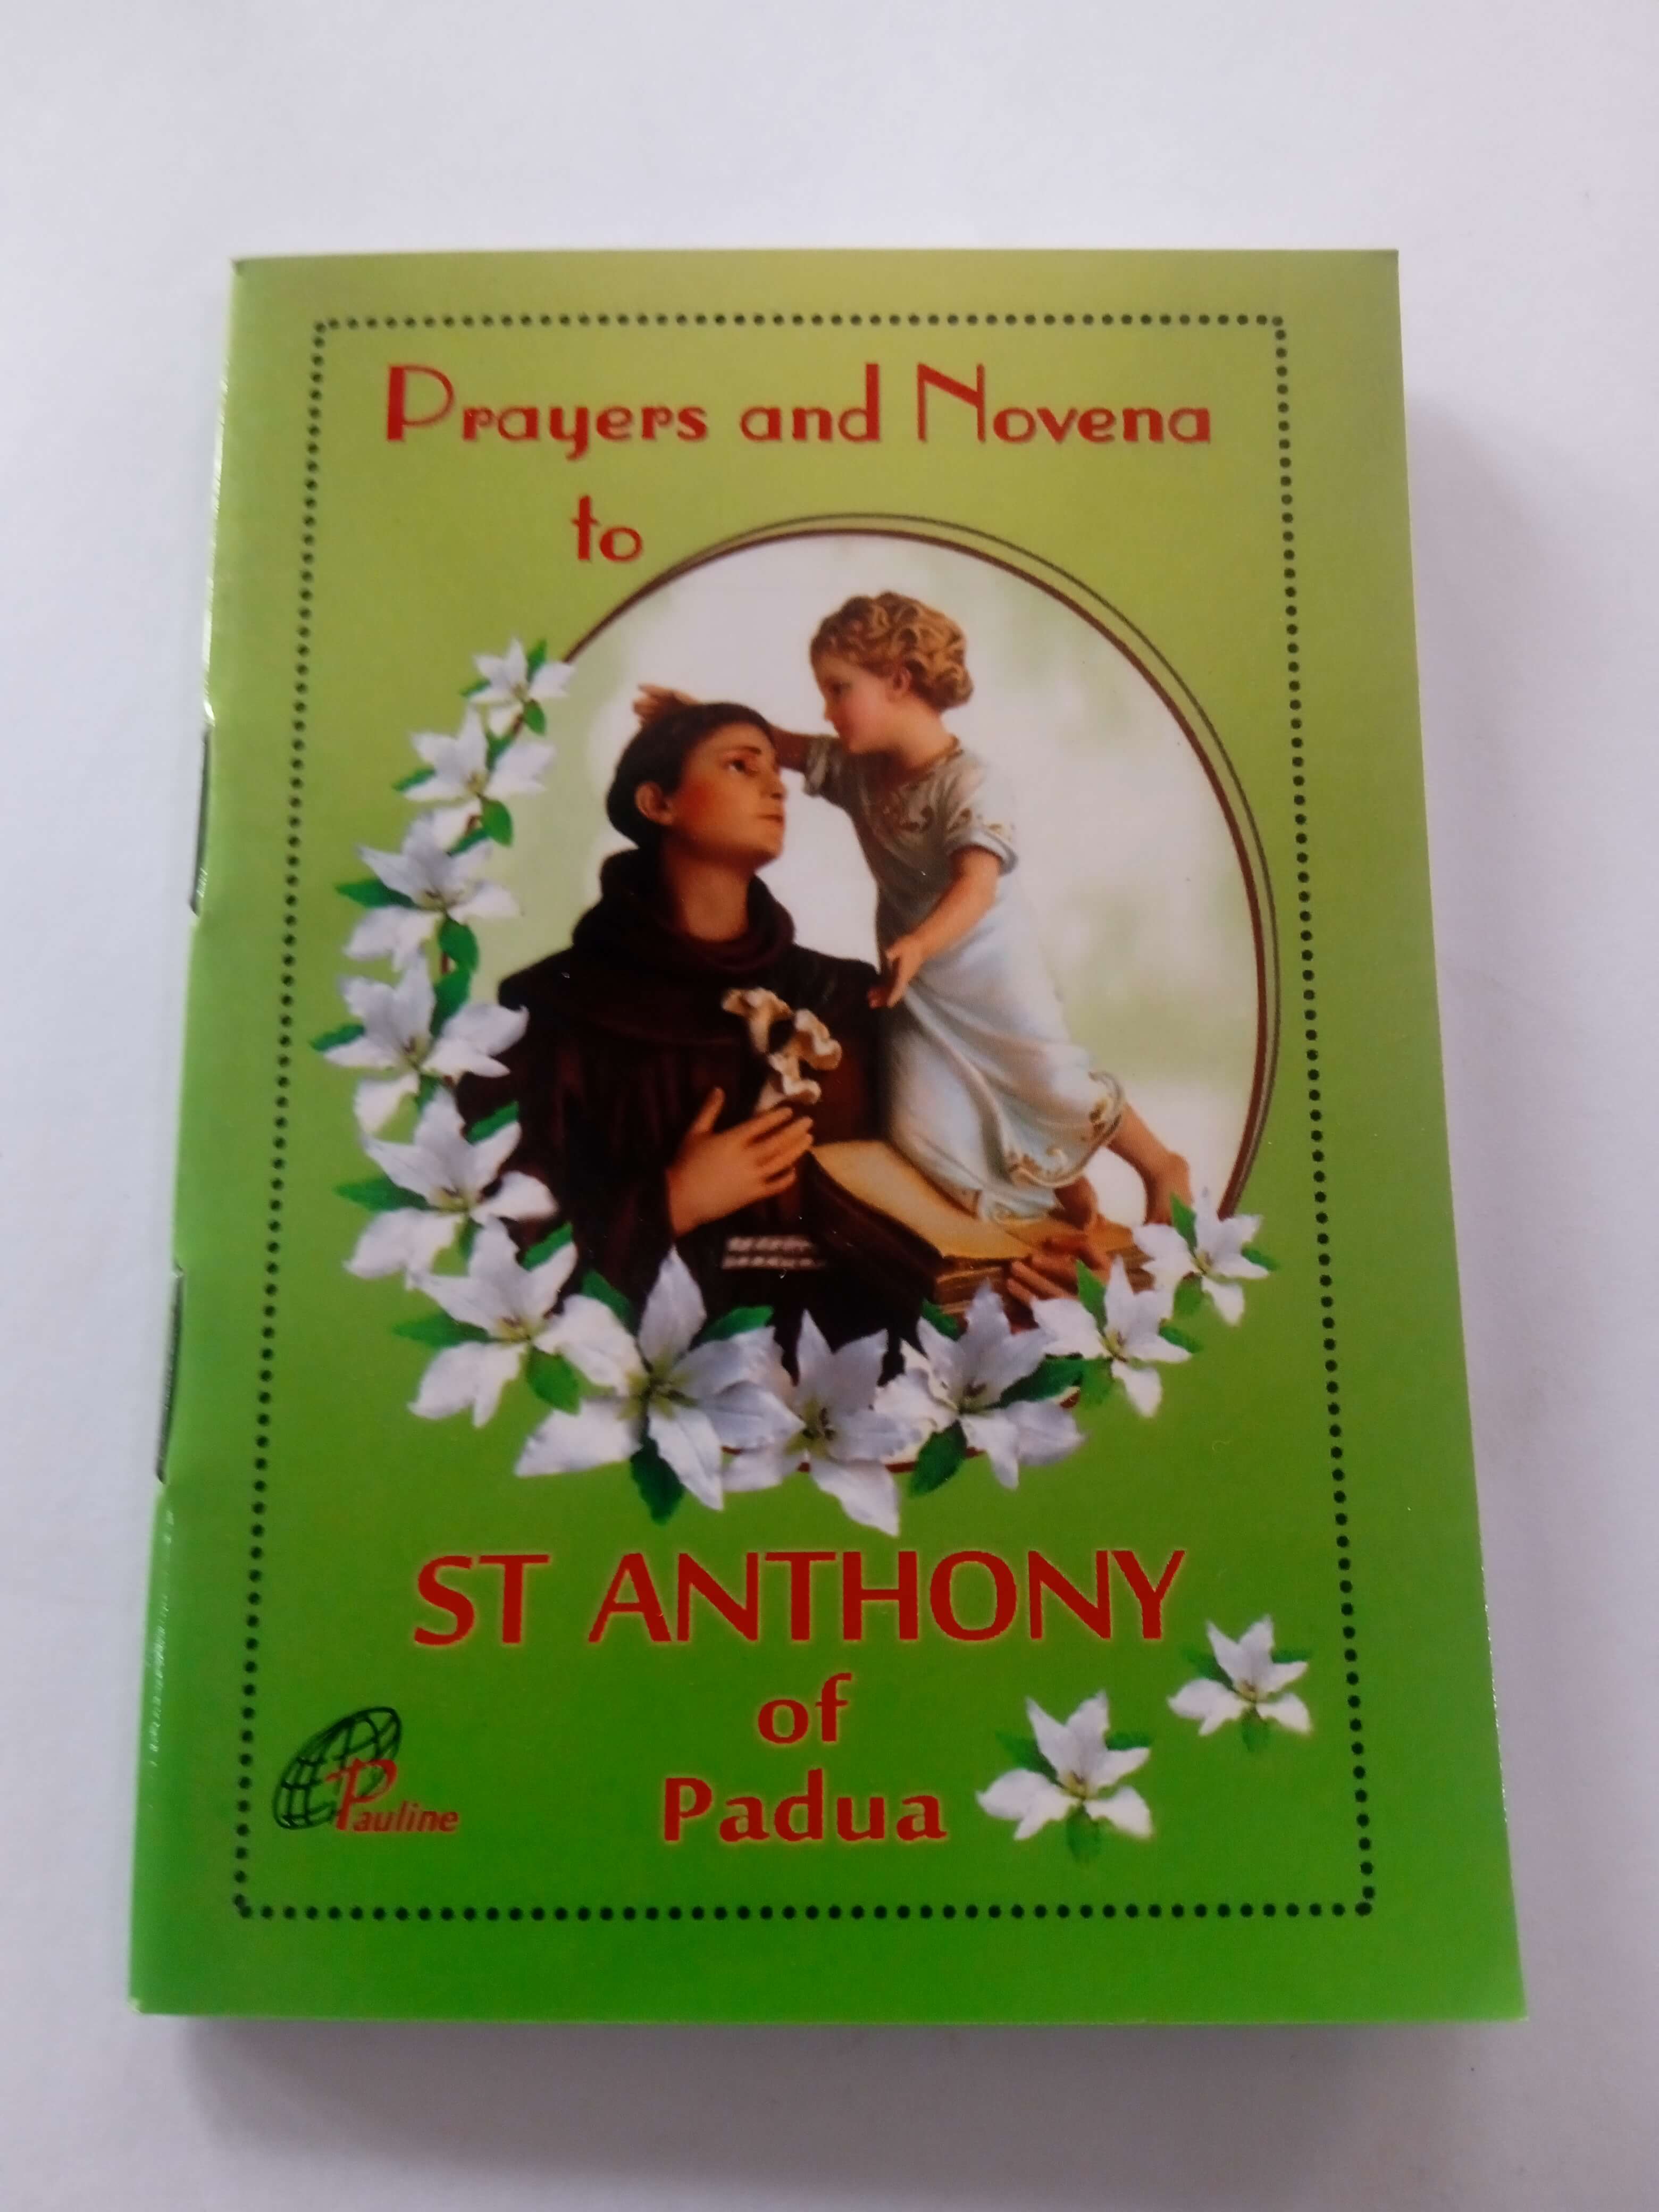 Prayers and Novena
to
ST ANTHONY
of
Padua
Pauline